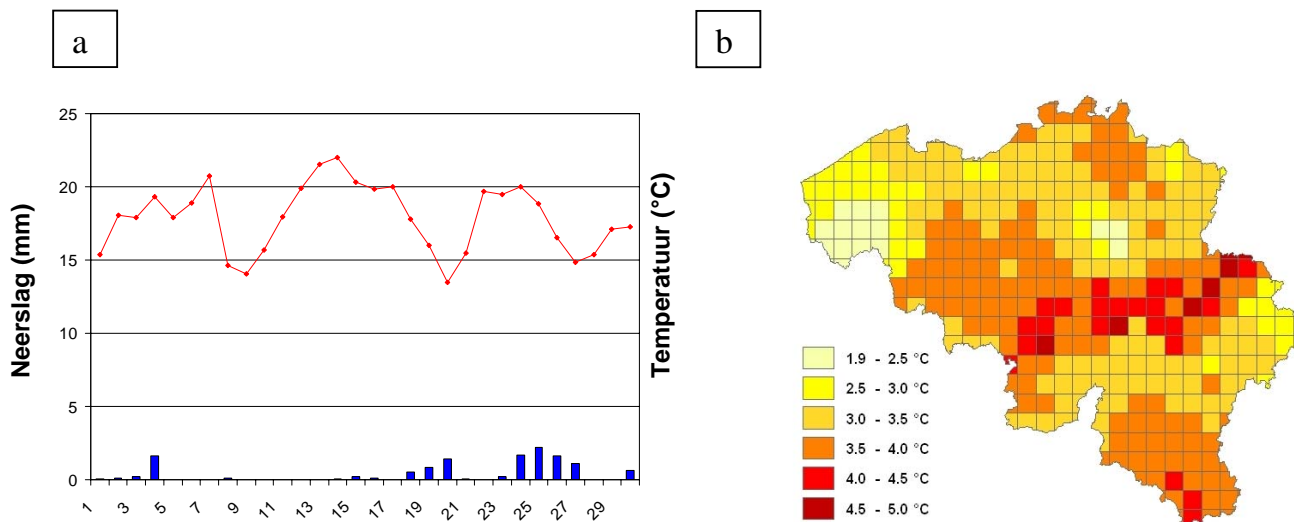 a
b
25
20
15
10
5
0
Neerslag (mm)
Temperatuur (°C)
1 3 5 7 9 11 13 15 17 19 21 23 25 27 29
1.9 - 2.5 °C
2.5 - 3.0 °C
3.0 - 3.5 °C
3.5 - 4.0 °C
4.0 - 4.5 °C
4.5 - 5.0 °C